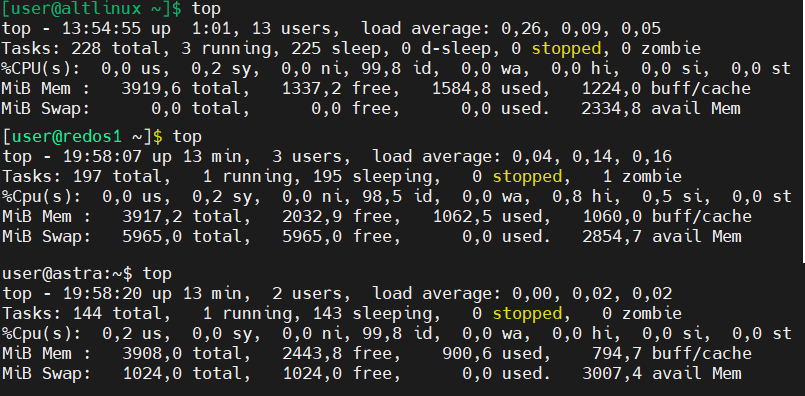 [user@altlinux ~]$ top
top - 13:54:55 up  1:01, 13 users,  load average: 0,26, 0,09, 0,05
Tasks: 228 total, 3 running, 225 sleep, 0 d-sleep, 0 stopped, 0 zombie
%CPU(s):  0,0 us,  0,2 sy,  0,0 ni, 99,8 id,  0,0 wa,  0,0 hi,  0,0 si,  0,0 st
MiB Mem :   3919,6 total,   1337,2 free,   1584,8 used,   1224,0 buff/cache
MiB Swap:      0,0 total,      0,0 free,      0,0 used.   2334,8 avail Mem
[user@redos1 ~]$ top
top - 19:58:07 up 13 min,  3 users,  load average: 0,04, 0,14, 0,16
Tasks: 197 total,   1 running, 195 sleeping,   0 stopped,   1 zombie
%Cpu(s):  0,0 us,  0,2 sy,  0,0 ni, 98,5 id,  0,0 wa,  0,8 hi,  0,5 si,  0,0 st
MiB Mem :   3917,2 total,   2032,9 free,   1062,5 used,   1060,0 buff/cache
MiB Swap:   5965,0 total,   5965,0 free,      0,0 used.   2854,7 avail Mem
user@astra:~$ top
top - 19:58:20 up 13 min,  2 users,  load average: 0,00, 0,02, 0,02
Tasks: 144 total,   1 running, 143 sleeping,   0 stopped,   0 zombie
%Cpu(s):  0,2 us,  0,0 sy,  0,0 ni, 99,8 id,  0,0 wa,  0,0 hi,  0,0 si,  0,0 st
MiB Mem :   3908,0 total,   2443,8 free,    900,6 used,    794,7 buff/cache
MiB Swap:   1024,0 total,   1024,0 free,      0,0 used.   3007,4 avail Mem